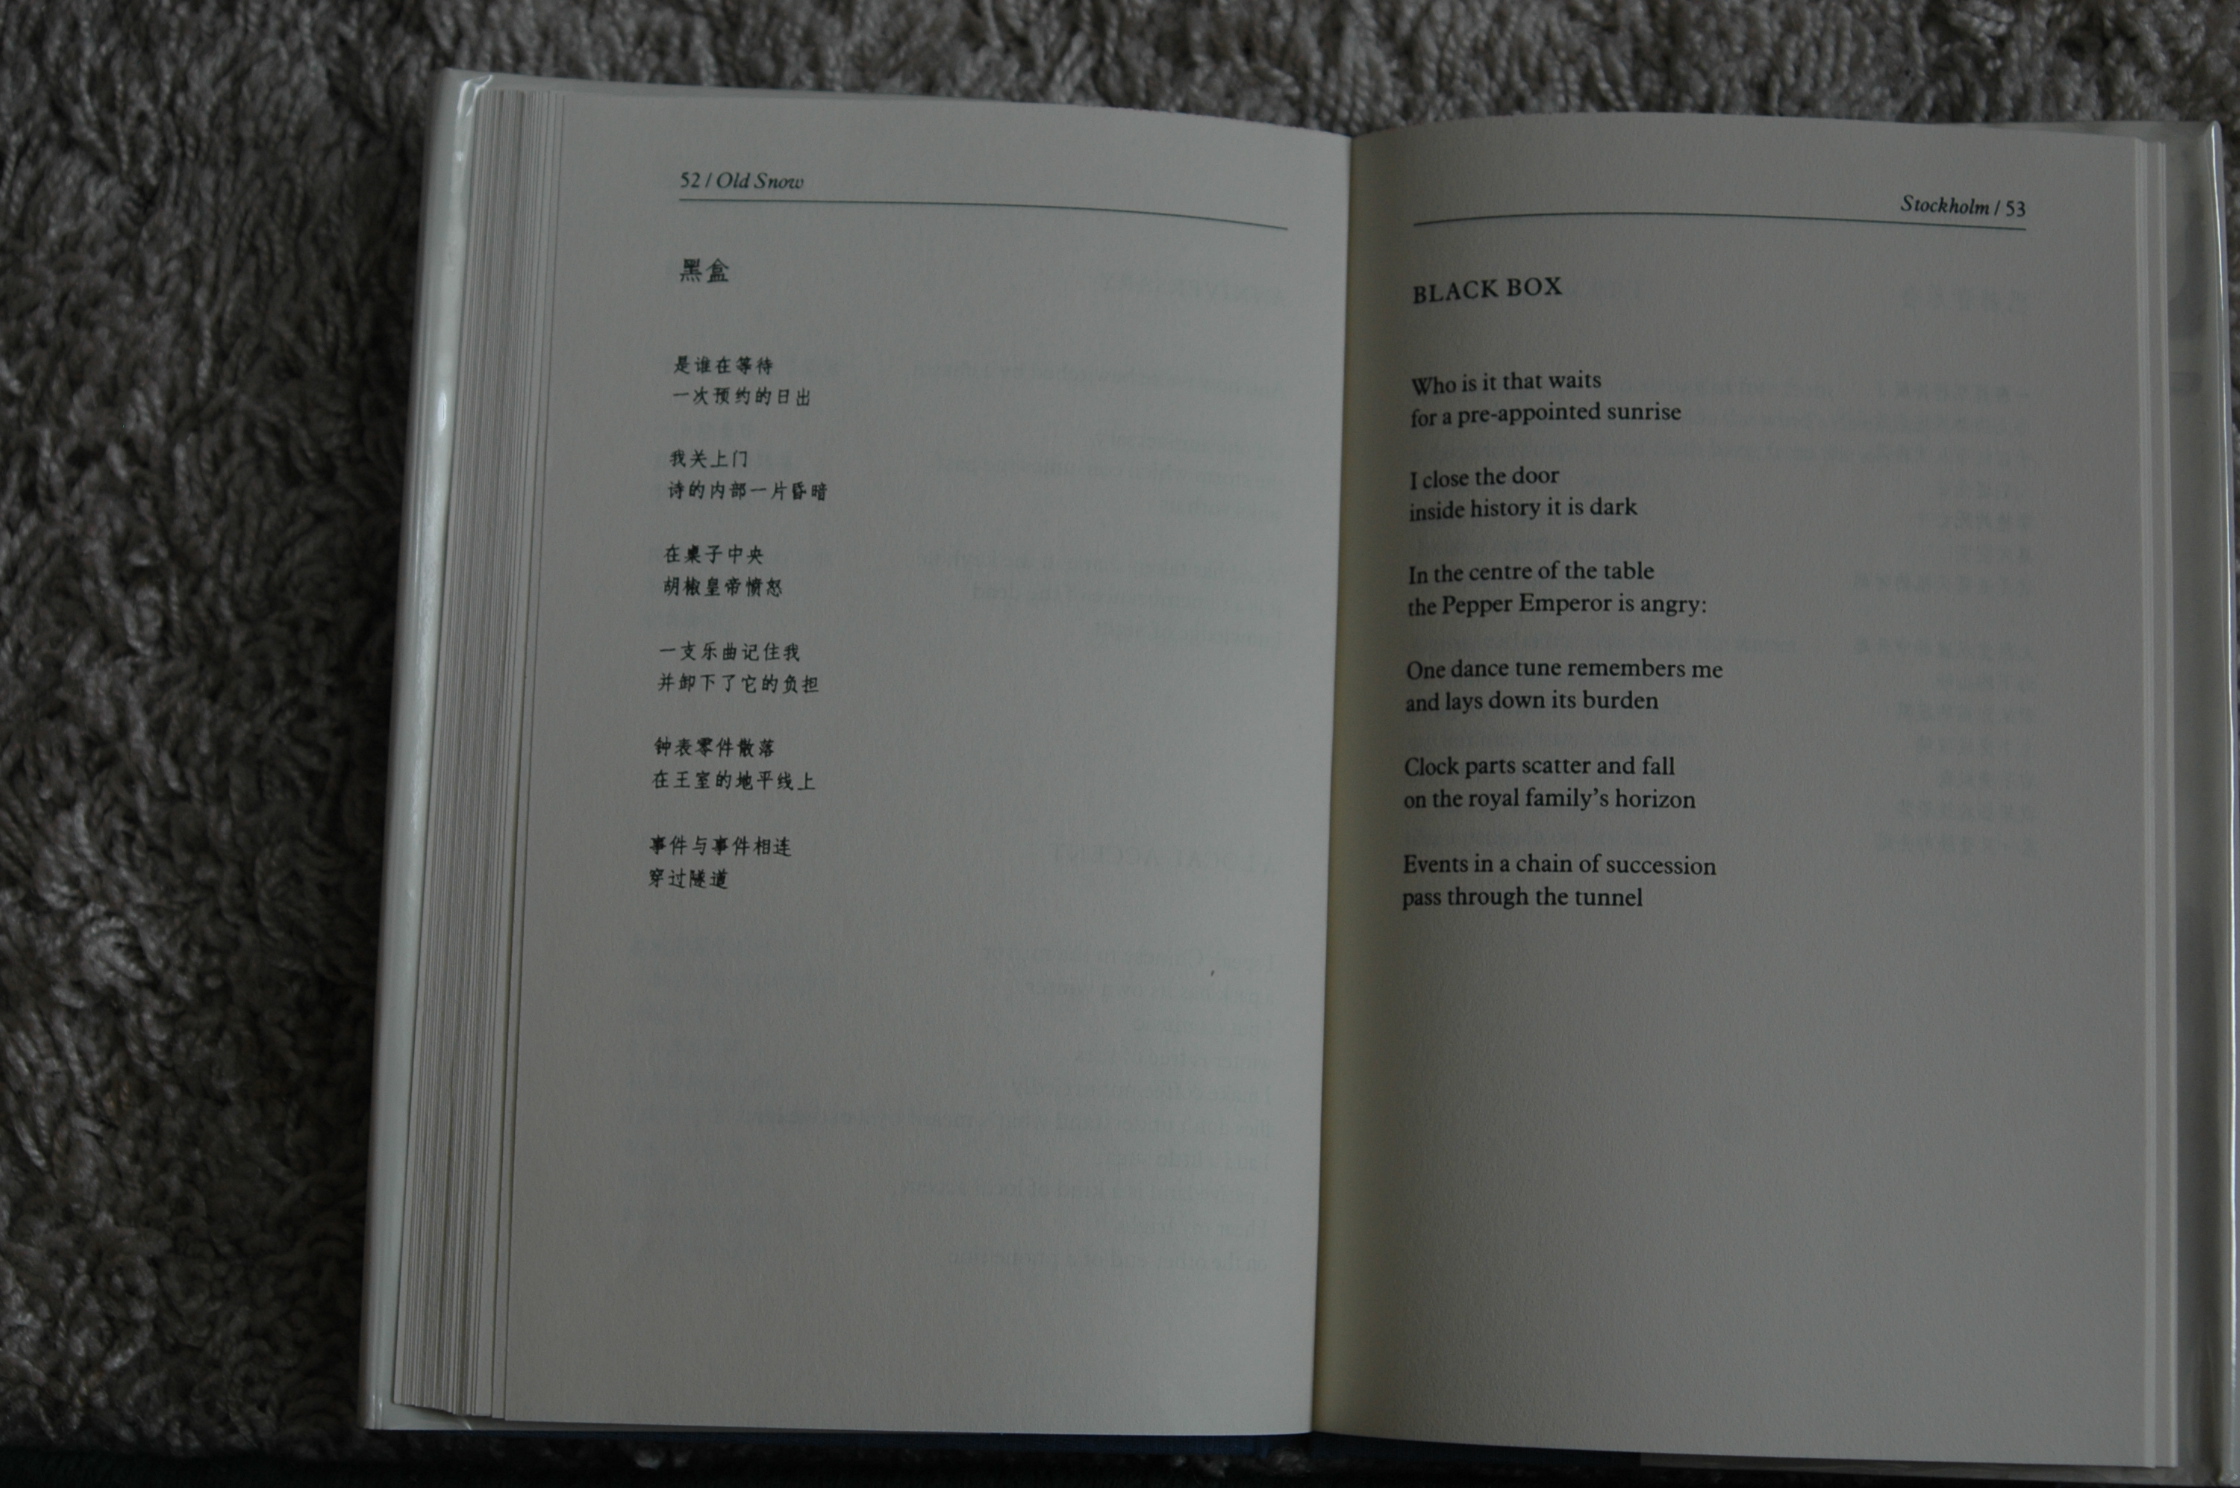 52 / Old Snow
黑盒
是谁在等待
一次预约的日出
我关上门
诗的内部一片昏暗
在桌子中央
胡椒皇帝愤怒
一支乐曲记住我
并卸下了它的负担
钟表零件散落
在王室的地平线上
事件与事件相连
穿过隧道
Stockholm / 53
BLACK BOX
Who is it that waits
for a pre-appointed sunrise
I close the door
inside history it is dark
In the centre of the table
the Pepper Emperor is angry:
One dance tune remembers me
and lays down its burden
Clock parts scatter and fall
on the royal family's horizon
Events in a chain of succession
pass through the tunnel